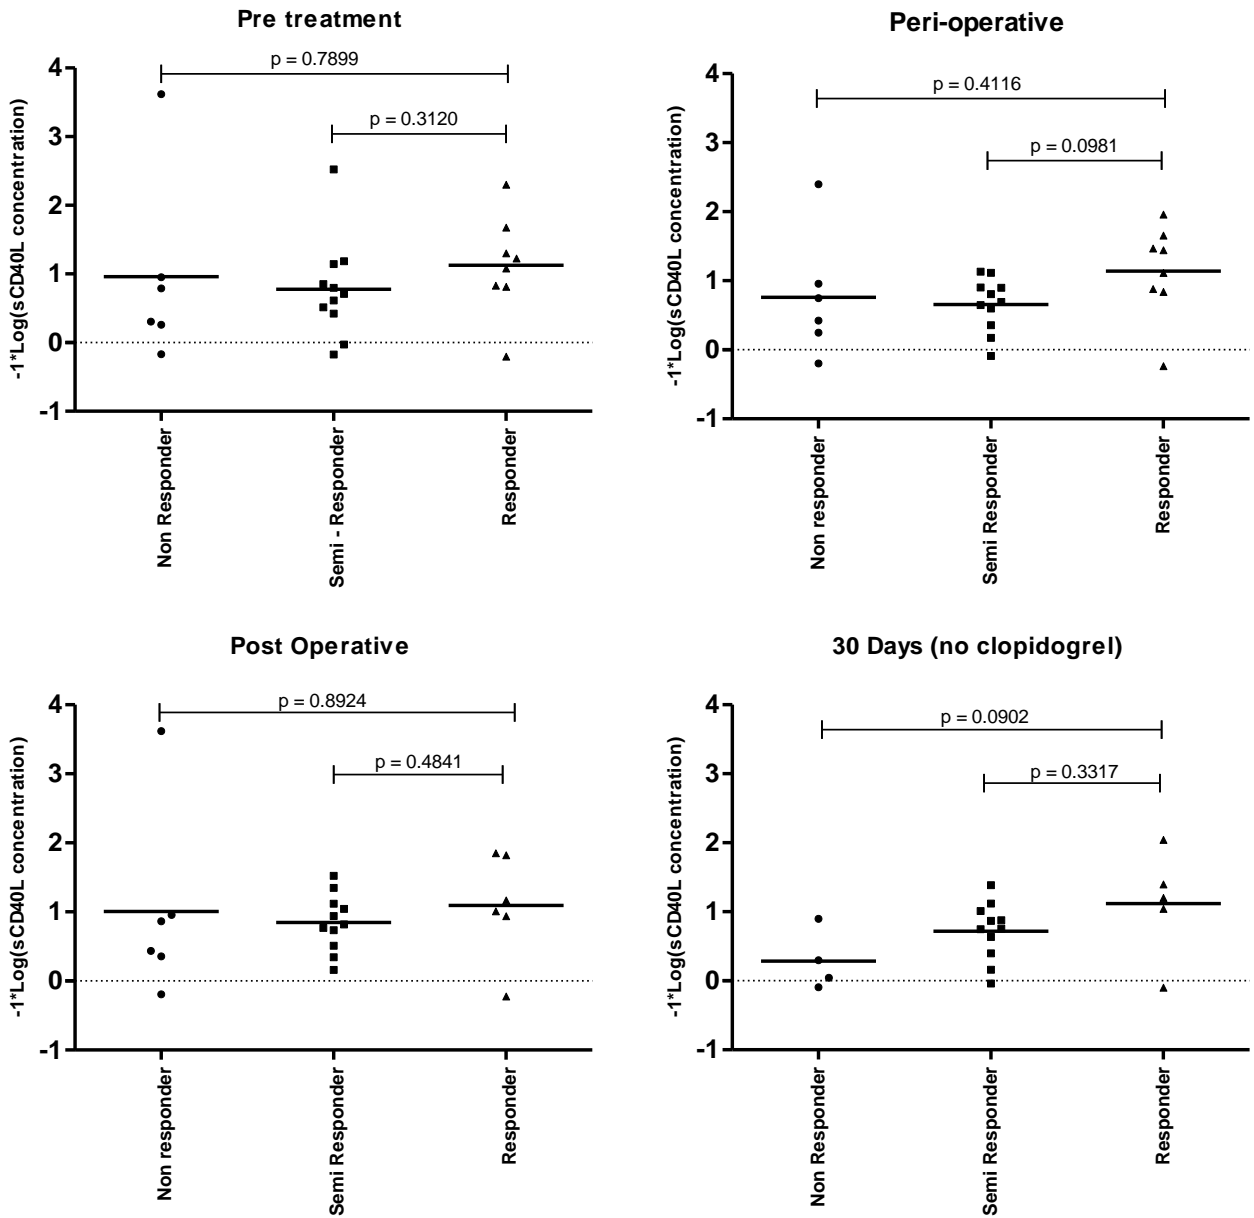 Pre treatment
p = 0.7899
p = 0.3120
-1*Log(sCD40L concentration)
4
3
2
1
0
-1
Non Responder
Semi - Responder
Responder
Peri-operative
p = 0.4116
p = 0.0981
-1*Log(sCD40L concentration)
4
3
2
1
0
-1
Non responder
Semi Responder
Responder
Post Operative
p = 0.8924
p = 0.4841
-1*Log(sCD40L concentration)
4
3
2
1
0
-1
Non responder
Semi Responder
Responder
30 Days (no clopidogrel)
p = 0.0902
p = 0.3317
-1*Log(sCD40L concentration)
4
3
2
1
0
-1
Non Responder
Semi Responder
Responder